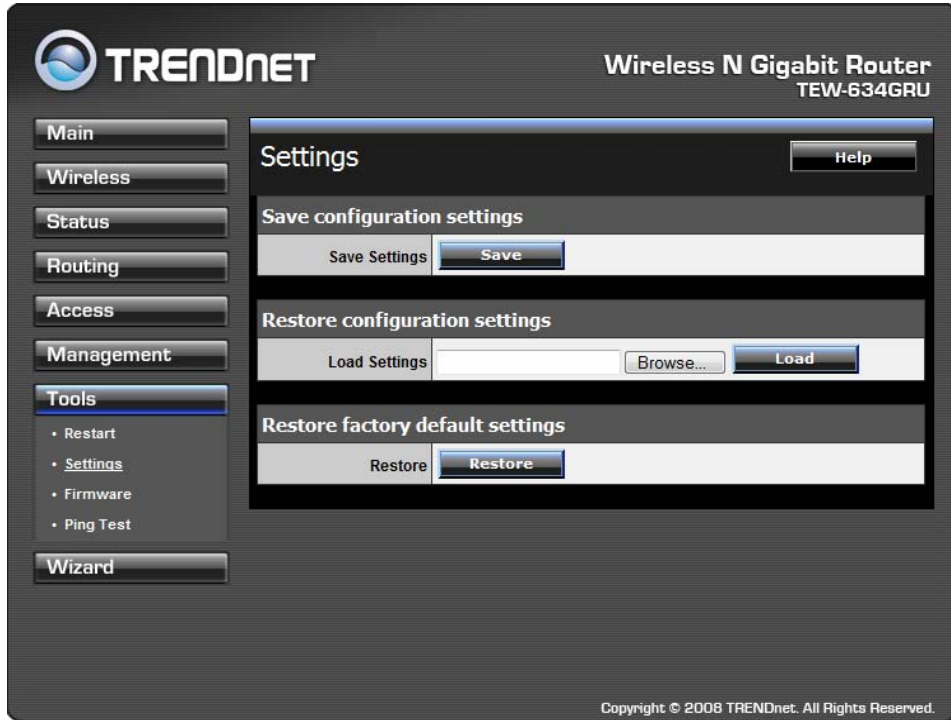 TRENDNET
Wireless N Gigabit Router
TEW-634GRU
Main
Wireless
Status
Routing
Access
Management
Tools
• Restart
• Settings
• Firmware
• Ping Test
Wizard
Settings
Help
Save configuration settings
Save Settings Save
Restore configuration settings
Load Settings Browse... Load
Restore factory default settings
Restore Restore
Copyright © 2008 TRENDnet. All Rights Reserved.